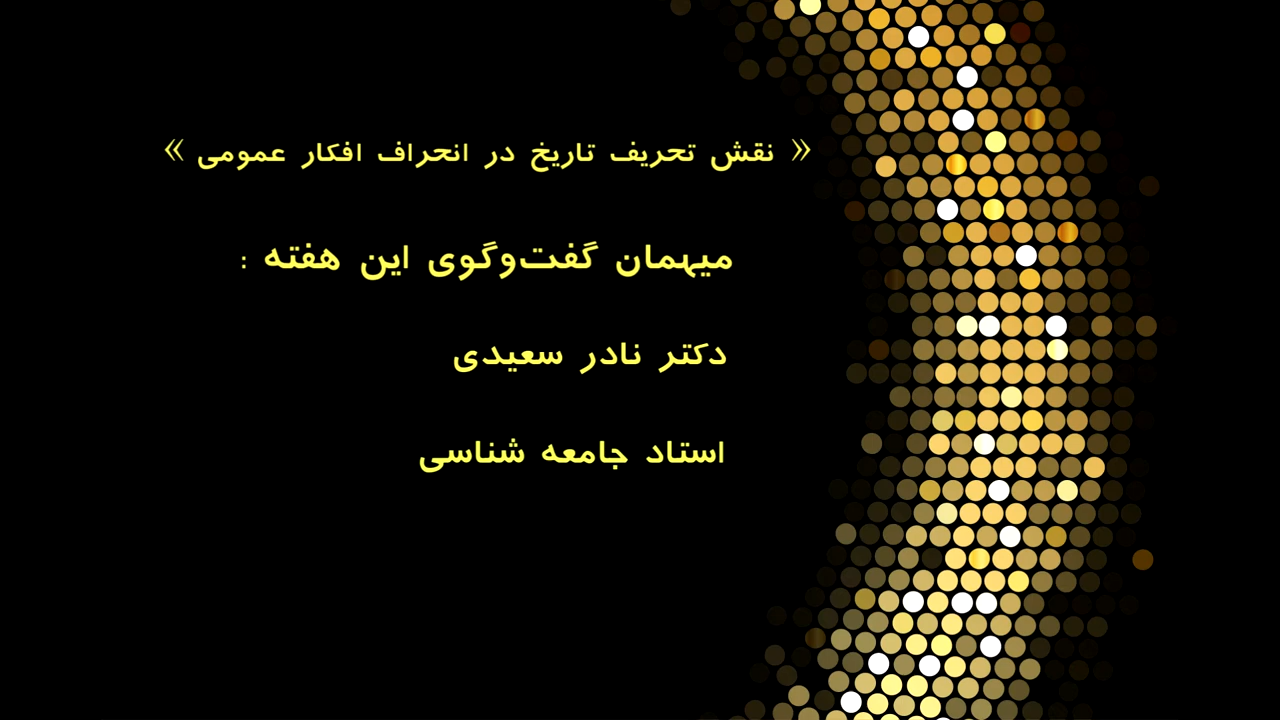 « نقش تحریف تاریخ در انحراف افکار عمومی »
میهمان گفت‌وگوی این هفته :
دکتر نادر سعیدی
استاد جامعه شناسی